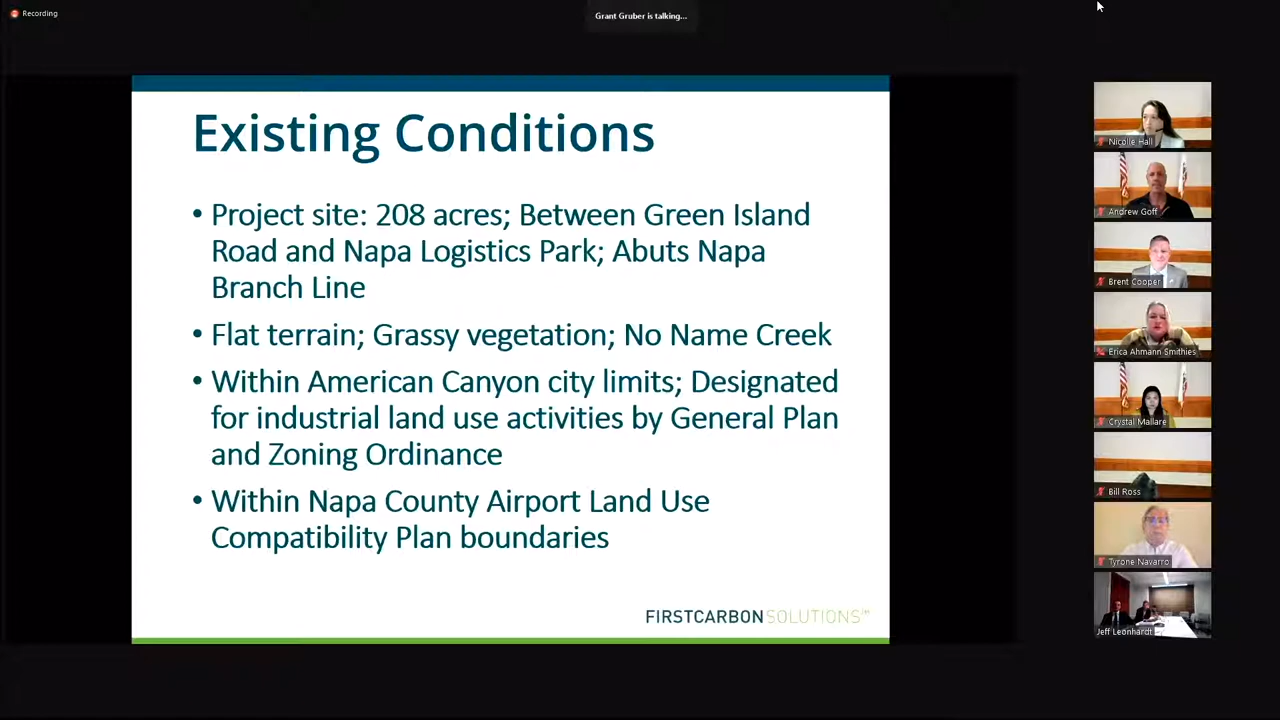 Recording
Grant Gruber is talking...
Existing Conditions
• Project site: 208 acres; Between Green Island
Road and Napa Logistics Park; Abuts Napa
Branch Line
• Flat terrain; Grassy vegetation; No Name Creek
• Within American Canyon city limits; Designated
for industrial land use activities by General Plan
and Zoning Ordinance
• Within Napa County Airport Land Use
Compatibility Plan boundaries
FIRSTCARBONSOLUTIONS™
Nicolle Hall
Andrew Goff
Brent Cooper
Erica Ahmann Smithies
Crystal Mallare
Bill Ross
Tyrone Navarro
Jeff Leonhardt